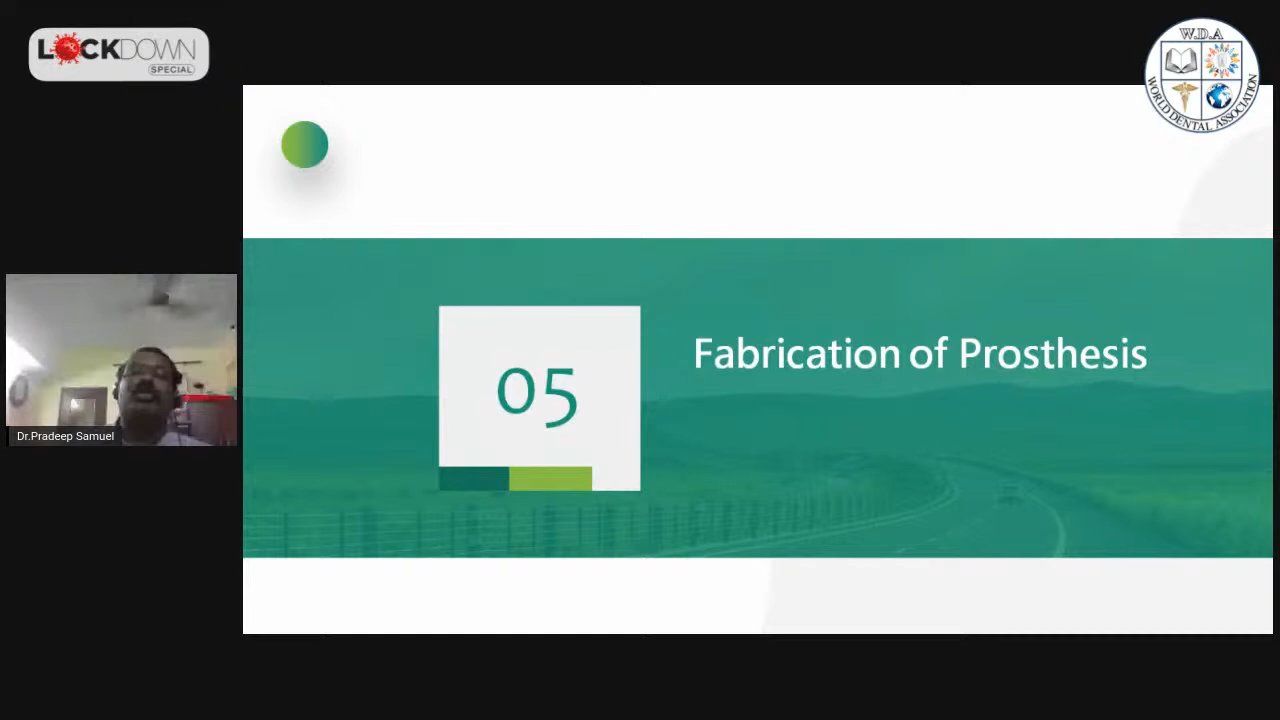 LOCKDOWN
SPECIAL
W.D.A
WORLD DENTAL ASSOCIATION
05
Fabrication of Prosthesis
Dr.Pradeep Samuel